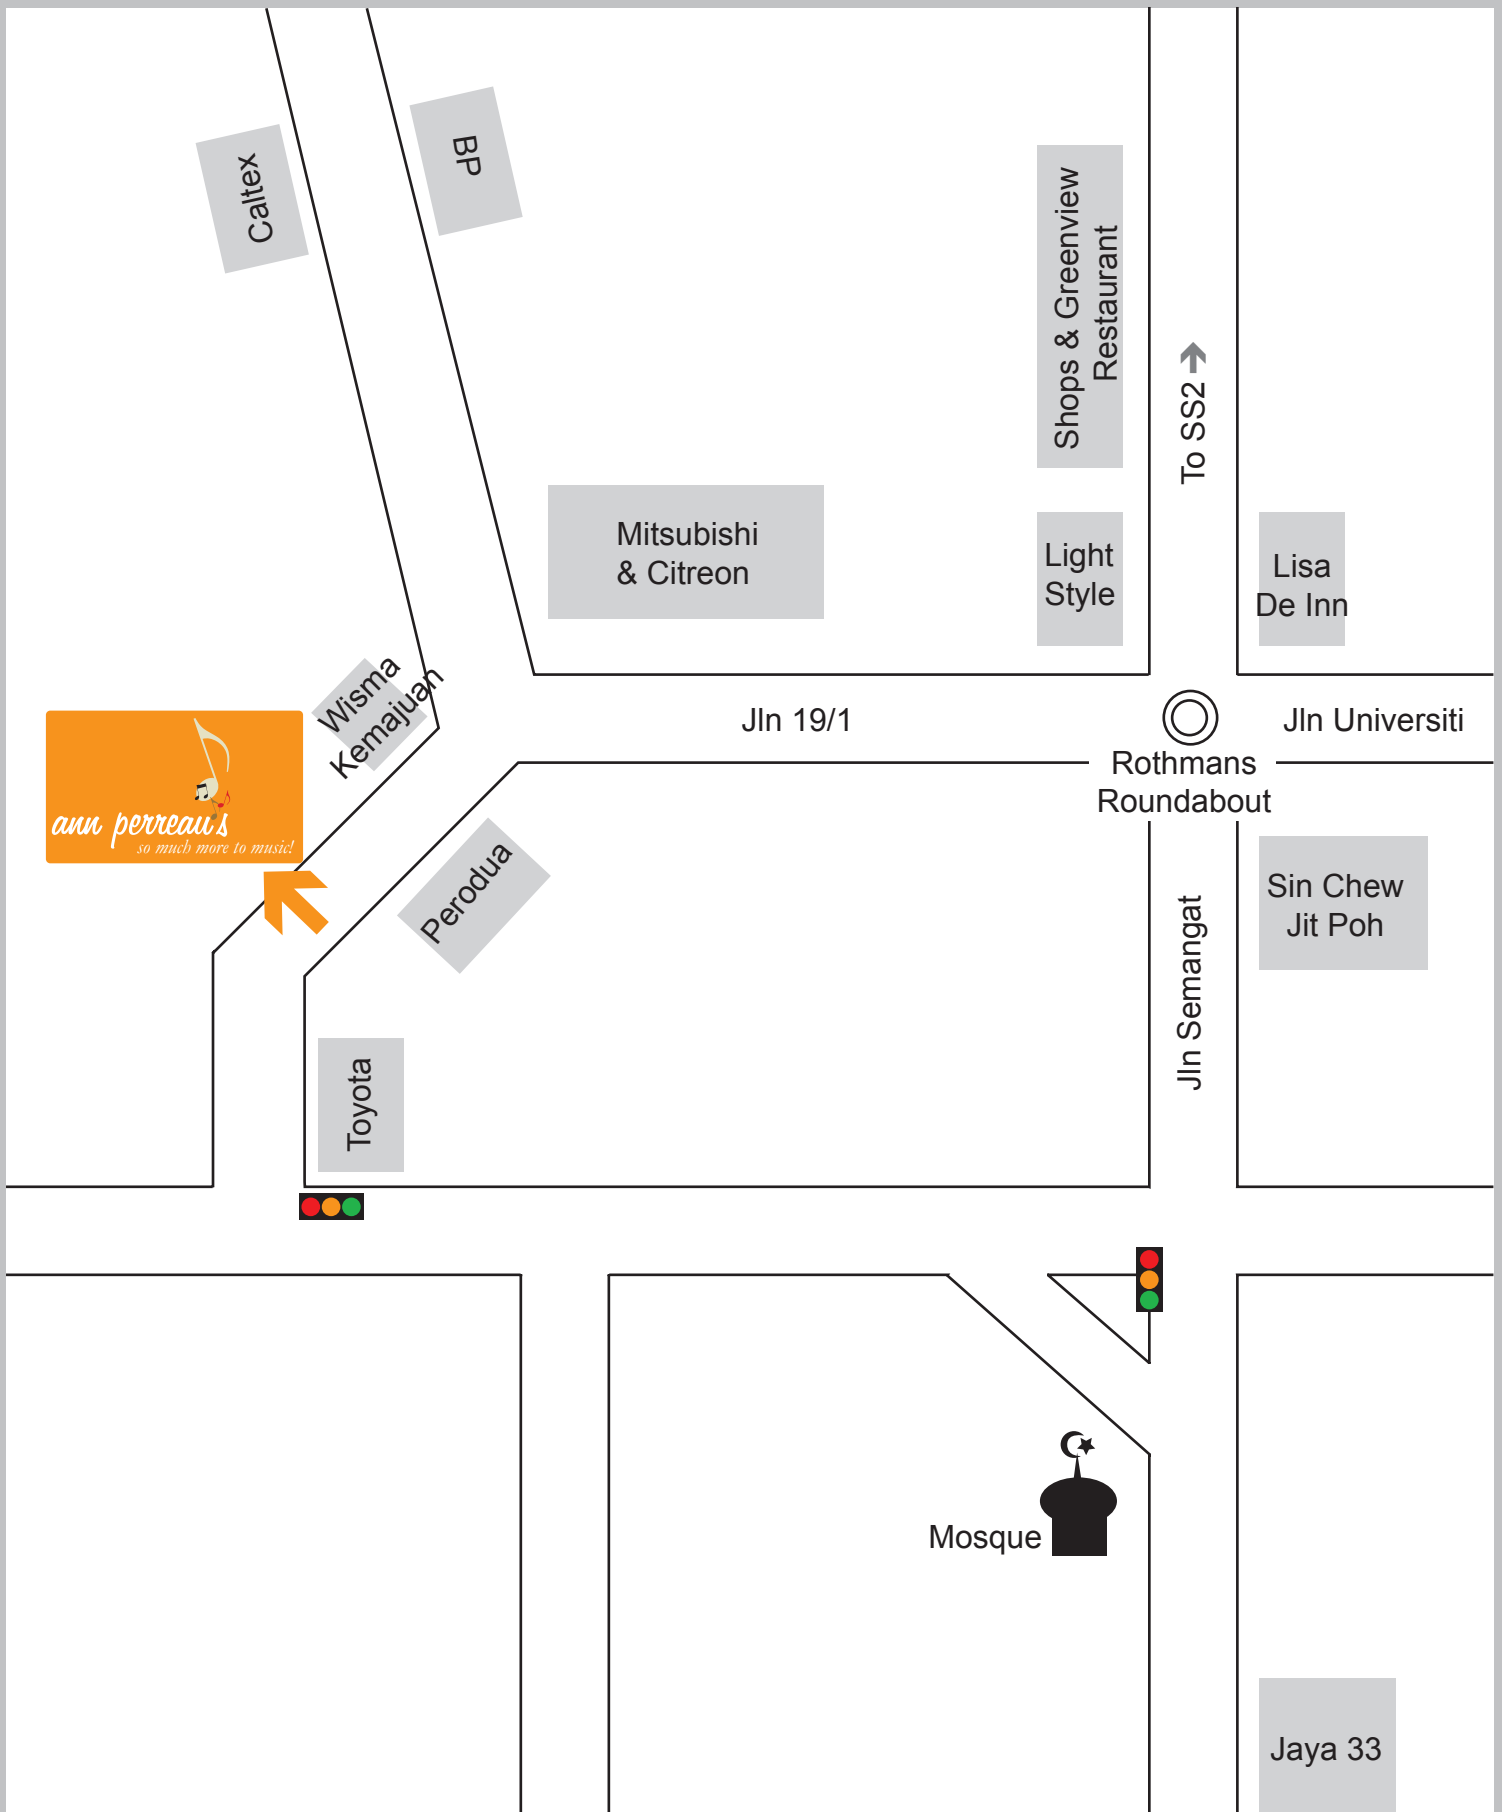 Caltex
BP
Shops & Greenview
Restaurant
To SS2
Mitsubishi
& Citreon
Light
Style
Lisa
De Inn
Wisma
Kemajuan
Jln 19/1
Jln Universiti
Rothmans
Roundabout
ann perreau's
so much more to music!
Perodua
Sin Chew
Jit Poh
Jln Semangat
Toyota
Mosque
Jaya 33